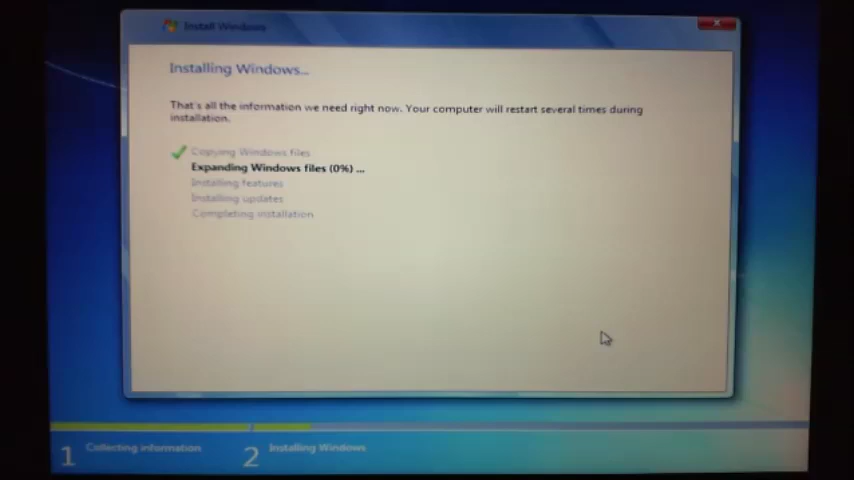 Install Windows
Installing Windows...
That's all the information we need right now. Your computer will restart several times during
installation.
Copying Windows files
Expanding Windows files (0%) ...
Installing features
Installing updates
Completing installation
1 Collecting information
2 Installing Windows